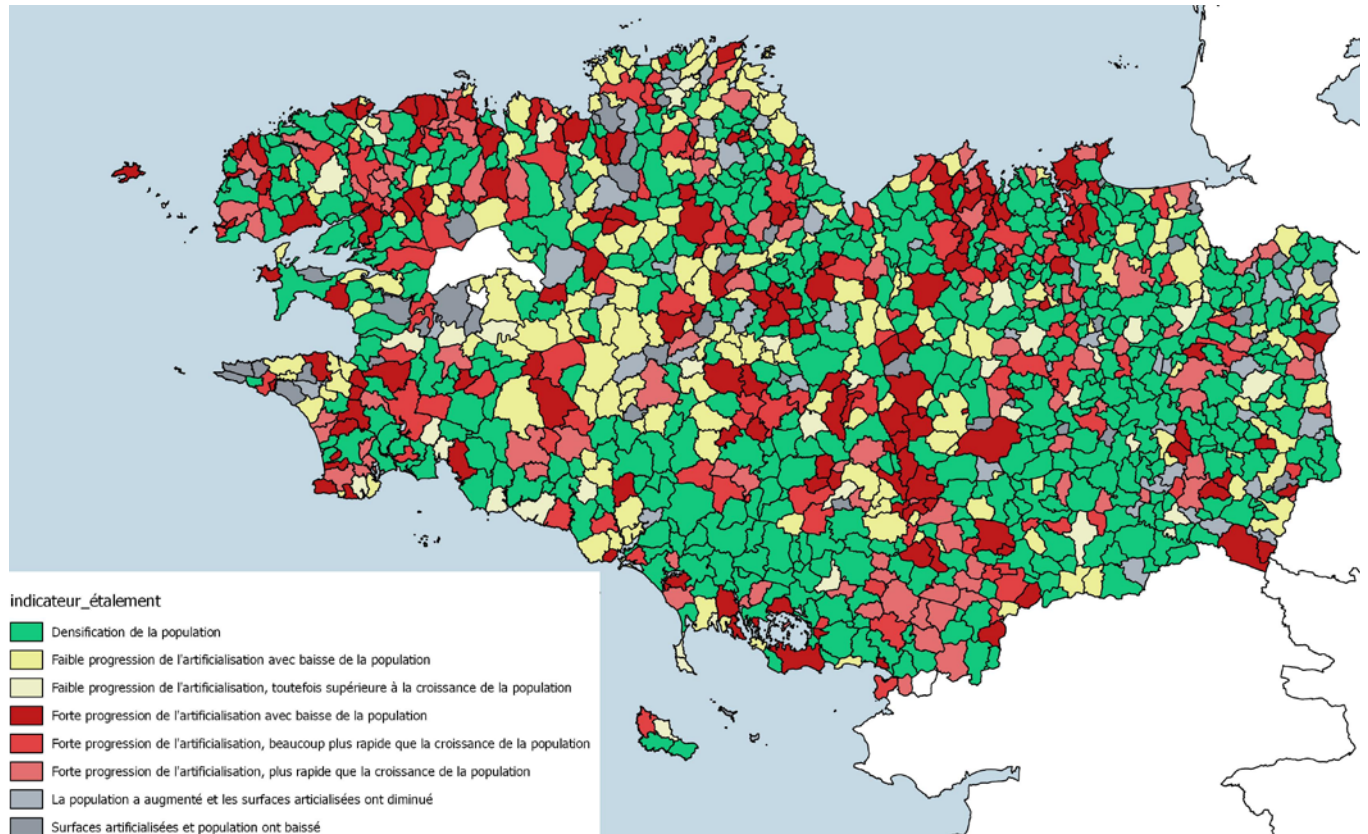 indicateur_étalement
Densification de la population
Faible progression de l'artificialisation avec baisse de la population
Faible progression de l'artificialisation, toutefois supérieure à la croissance de la population
Forte progression de l'artificialisation avec baisse de la population
Forte progression de l'artificialisation, beaucoup plus rapide que la croissance de la population
Forte progression de l'artificialisation, plus rapide que la croissance de la population
La population a augmenté et les surfaces articialisées ont diminué
Surfaces artificialisées et population ont baissé